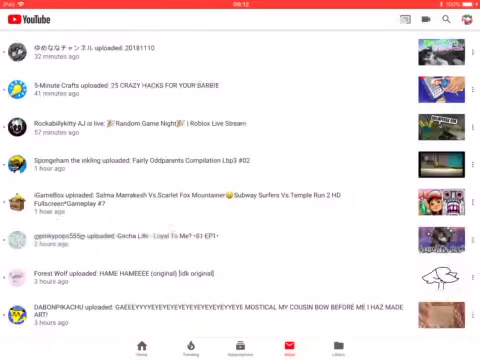 iPad
09:12
100%
YouTube
ゆめななチャンネル uploaded: 20181110
32 minutes ago
5-Minute Crafts uploaded: 25 CRAZY HACKS FOR YOUR BARBIE
41 minutes ago
Rockabillykitty AJ is live: 🎉Random Game Night🎉 | Roblox Live Stream
57 minutes ago
Spongeham the inkling uploaded: Fairly Oddparents Compilation Lbp3 #02
1 hour ago
iGameBox uploaded: Salma Marrakesh Vs.Scarlet Fox Mountainer😀Subway Surfers Vs.Temple Run 2 HD
Fullscreen*Gameplay #7
1 hour ago
uploaded: Gacha Life - Loyal To Me? •S1 EP1•
2 hours ago
Forest Wolf uploaded: HAME HAMEEEE (original) [idk original]
3 hours ago
DABONPIKACHU uploaded: GAEEEYYYYEYEYEYEYEYEYEYEYEYEYE MOSTICAL MY COUSIN BOW BEFORE ME I HAZ MADE
ART!
3 hours ago
Home
Trending
Subscriptions
Inbox
Library